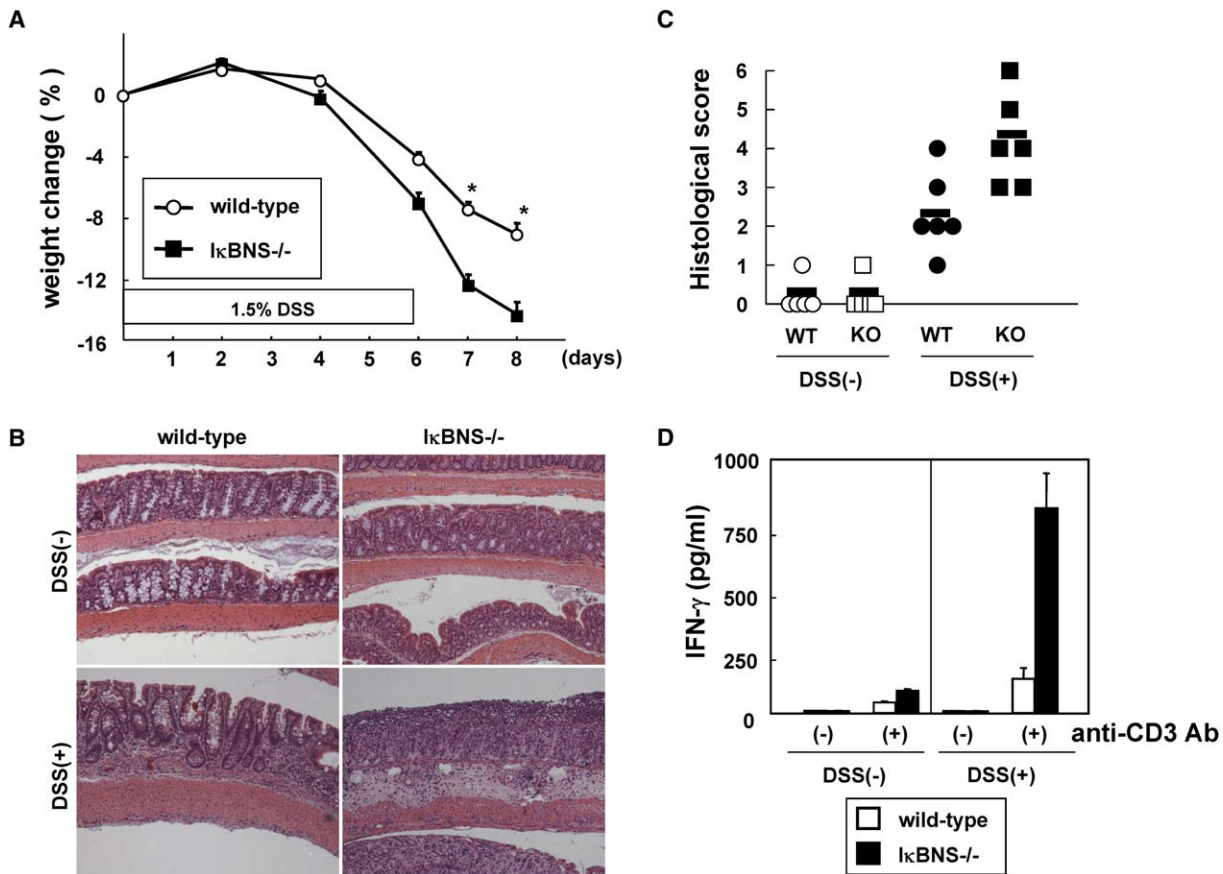 A
weight change ( % )
0
-4
-8
-12
-16
wild-type
IκBNS-/-
1.5% DSS
1 2 3 4 5 6 7 8 (days)
* *
B
wild-type IκBNS-/-
DSS(-)
DSS(+)
C
Histological score
6
5
4
3
2
1
0
WT KO WT KO
DSS(-) DSS(+)
D
IFN-γ (pg/ml)
1000
750
500
250
0
(-) (+) (-) (+) anti-CD3 Ab
DSS(-) DSS(+)
wild-type
IκBNS-/-